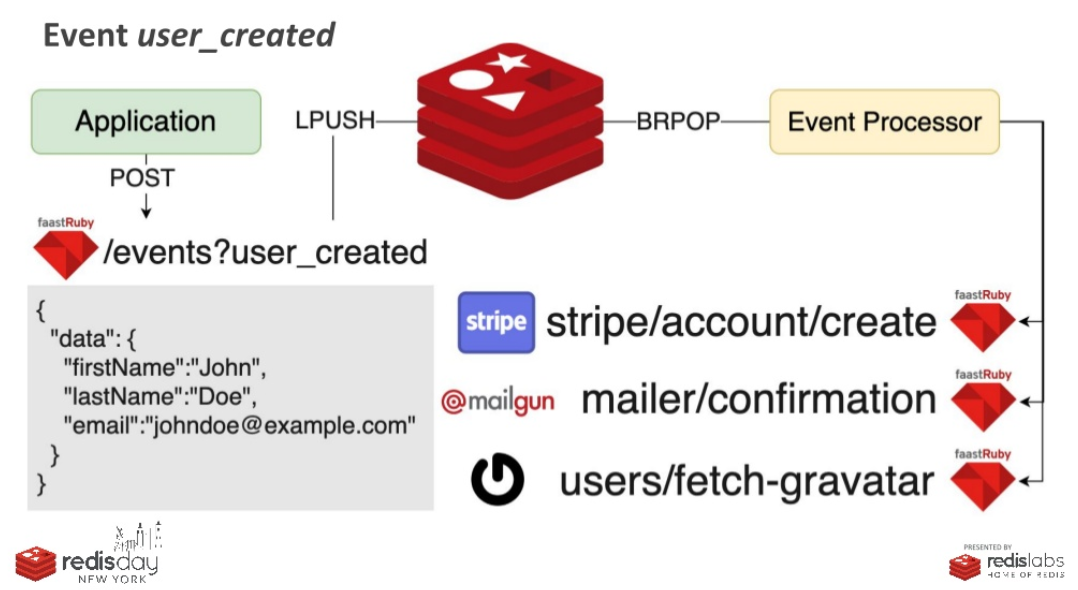 Event user_created
Application
LPUSH
BRPOP
Event Processor
POST
faastRuby
/events?user_created
{
"data": {
"firstName":"John",
"lastName":"Doe",
"email":"johndoe@example.com"
}
}
stripe
stripe/account/create
faastRuby
@mailgun
mailer/confirmation
faastRuby
users/fetch-gravatar
faastRuby
redisday
NEW YORK
PRESENTED BY
redislabs
HOME OF REDIS